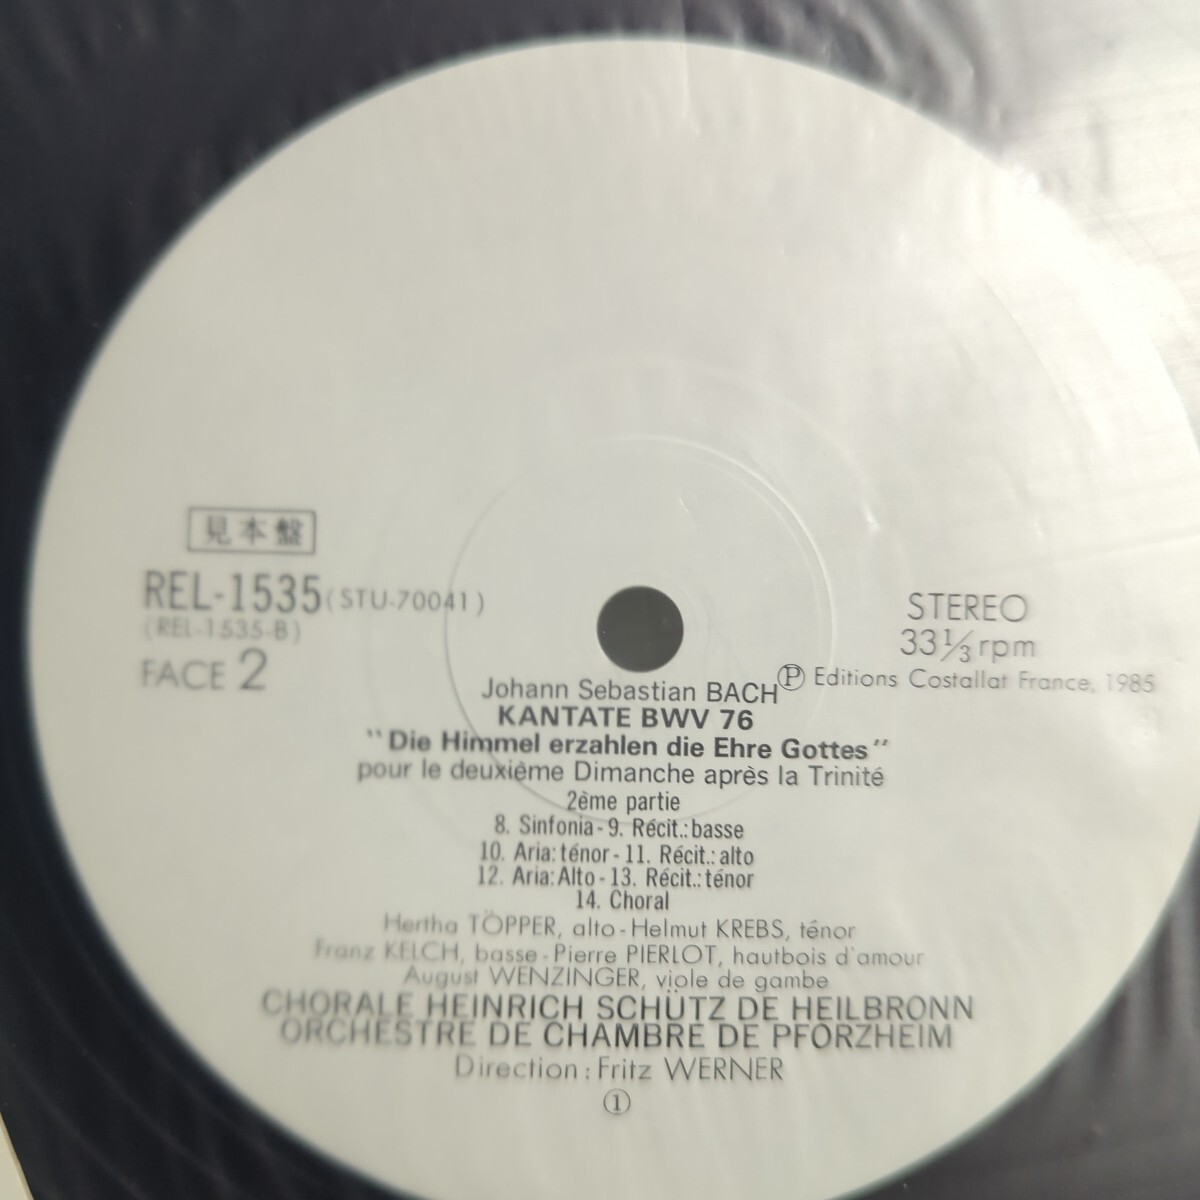 見本盤
REL-1535 (STU-70041)
(REL-1535-B)
FACE 2
STEREO
33 1/3 rpm
Ⓟ Editions Costallat France, 1985
Johann Sebastian BACH
KANTATE BWV 76
"Die Himmel erzahlen die Ehre Gottes"
pour le deuxième Dimanche après la Trinité
2ème partie
8. Sinfonia - 9. Récit.: basse
10. Aria: ténor - 11. Récit.: alto
12. Aria: Alto - 13. Récit.: ténor
14. Choral
Hertha TÖPPER, alto - Helmut KREBS, ténor
Franz KELCH, basse - Pierre PIERLOT, hautbois d'amour
August WENZINGER, viole de gambe
CHORALE HEINRICH SCHÜTZ DE HEILBRONN
ORCHESTRE DE CHAMBRE DE PFORZHEIM
Direction : Fritz WERNER
①